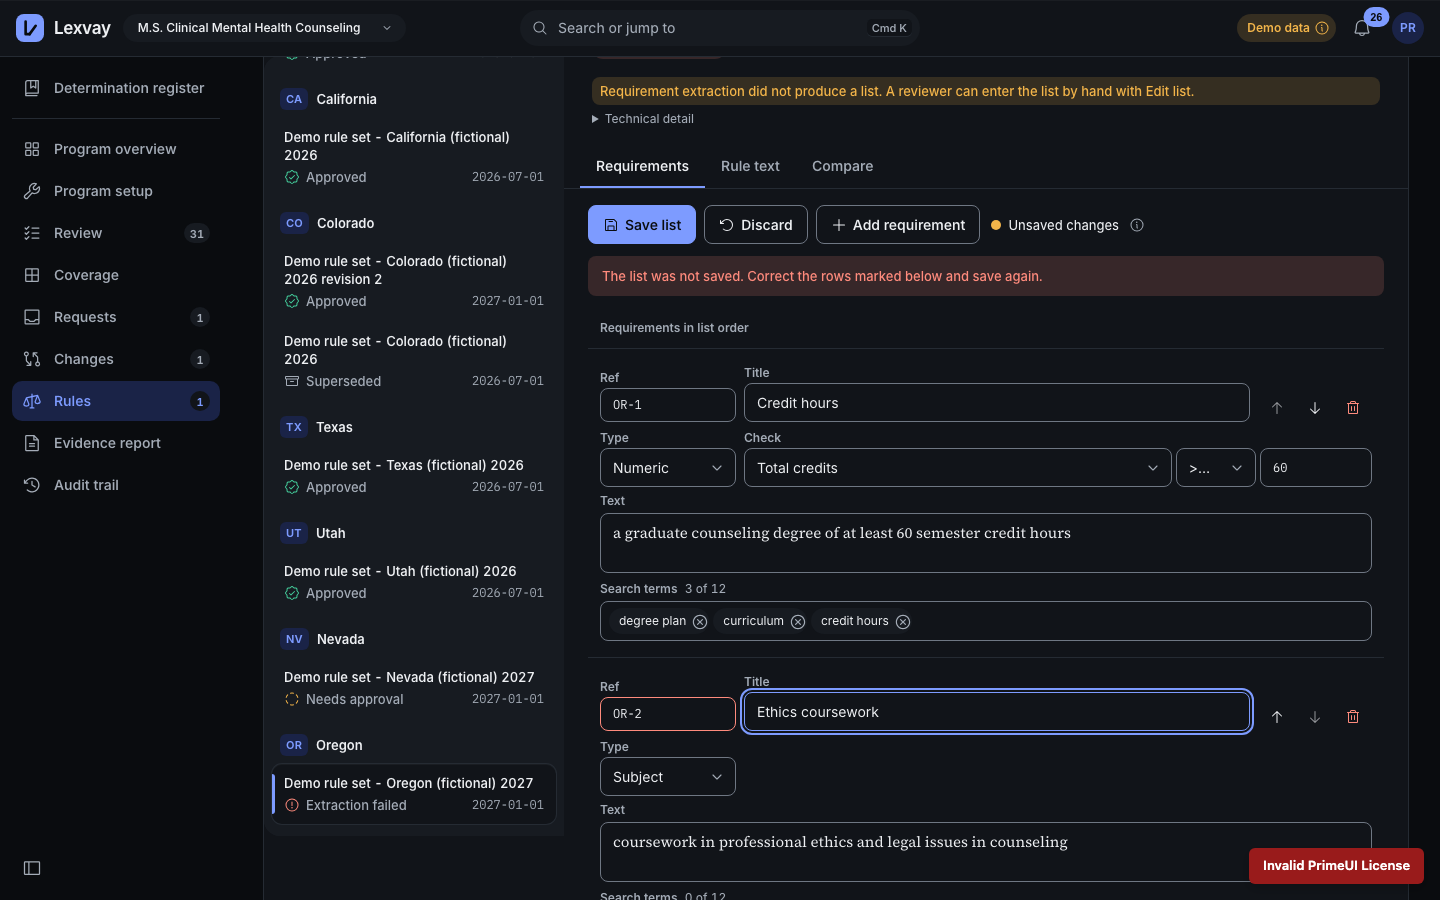 Lexvay
M.S. Clinical Mental Health Counseling
Search or jump to
Cmd K
Demo data
26
PR
Determination register
Program overview
Program setup
Review
31
Coverage
Requests
1
Changes
1
Rules
1
Evidence report
Audit trail
Approved
CA California
Demo rule set - California (fictional)
2026
Approved 2026-07-01
CO Colorado
Demo rule set - Colorado (fictional)
2026 revision 2
Approved 2027-01-01
Demo rule set - Colorado (fictional)
2026
Superseded 2026-07-01
TX Texas
Demo rule set - Texas (fictional) 2026
Approved 2026-07-01
UT Utah
Demo rule set - Utah (fictional) 2026
Approved 2026-07-01
NV Nevada
Demo rule set - Nevada (fictional) 2027
Needs approval 2027-01-01
OR Oregon
Demo rule set - Oregon (fictional) 2027
Extraction failed 2027-01-01
Requirement extraction did not produce a list. A reviewer can enter the list by hand with Edit list.
Technical detail
Requirements Rule text Compare
Save list Discard Add requirement Unsaved changes
The list was not saved. Correct the rows marked below and save again.
Requirements in list order
Ref Title
OR-1 Credit hours
Type Check
Numeric Total credits >... 60
Text
a graduate counseling degree of at least 60 semester credit hours
Search terms 3 of 12
degree plan curriculum credit hours
Ref Title
OR-2 Ethics coursework
Type
Subject
Text
coursework in professional ethics and legal issues in counseling
Search terms 0 of 12
Invalid PrimeUI License